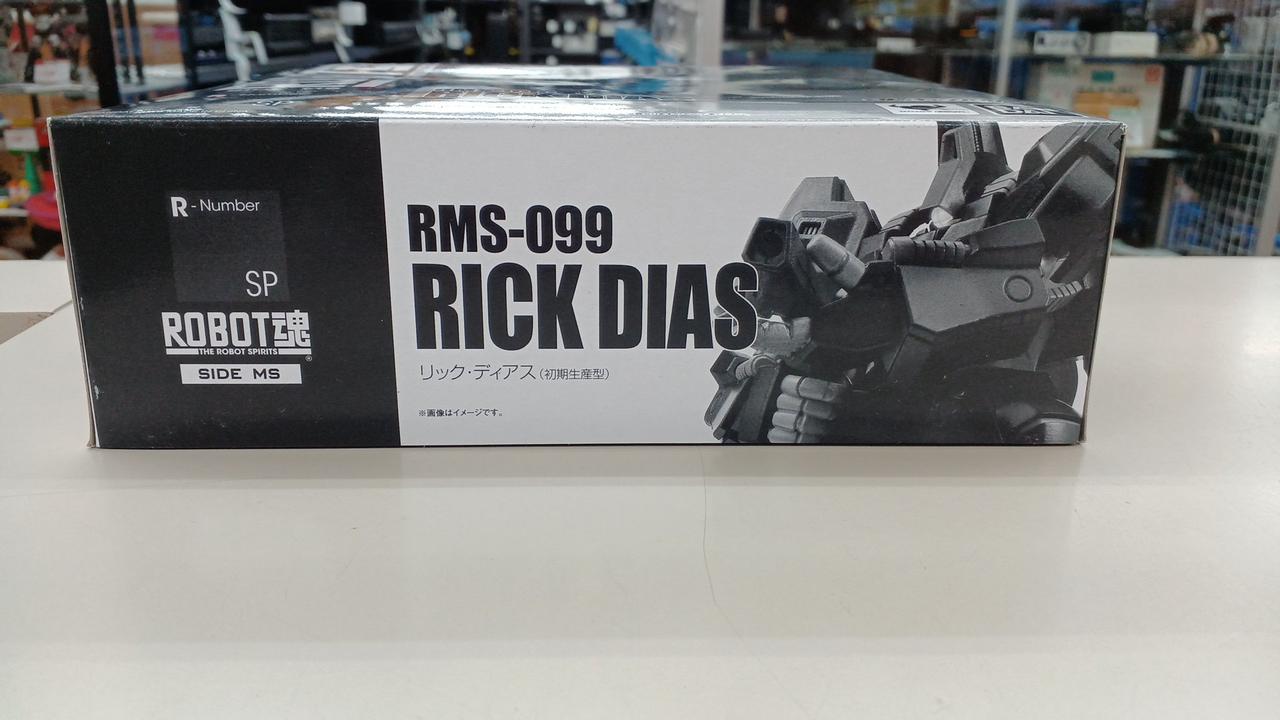 R - Number
SP
ROBOT魂
THE ROBOT SPIRITS
®
SIDE MS
RMS-099
RICK DIAS
リック・ディアス(初期生産型)
※画像はイメージです。